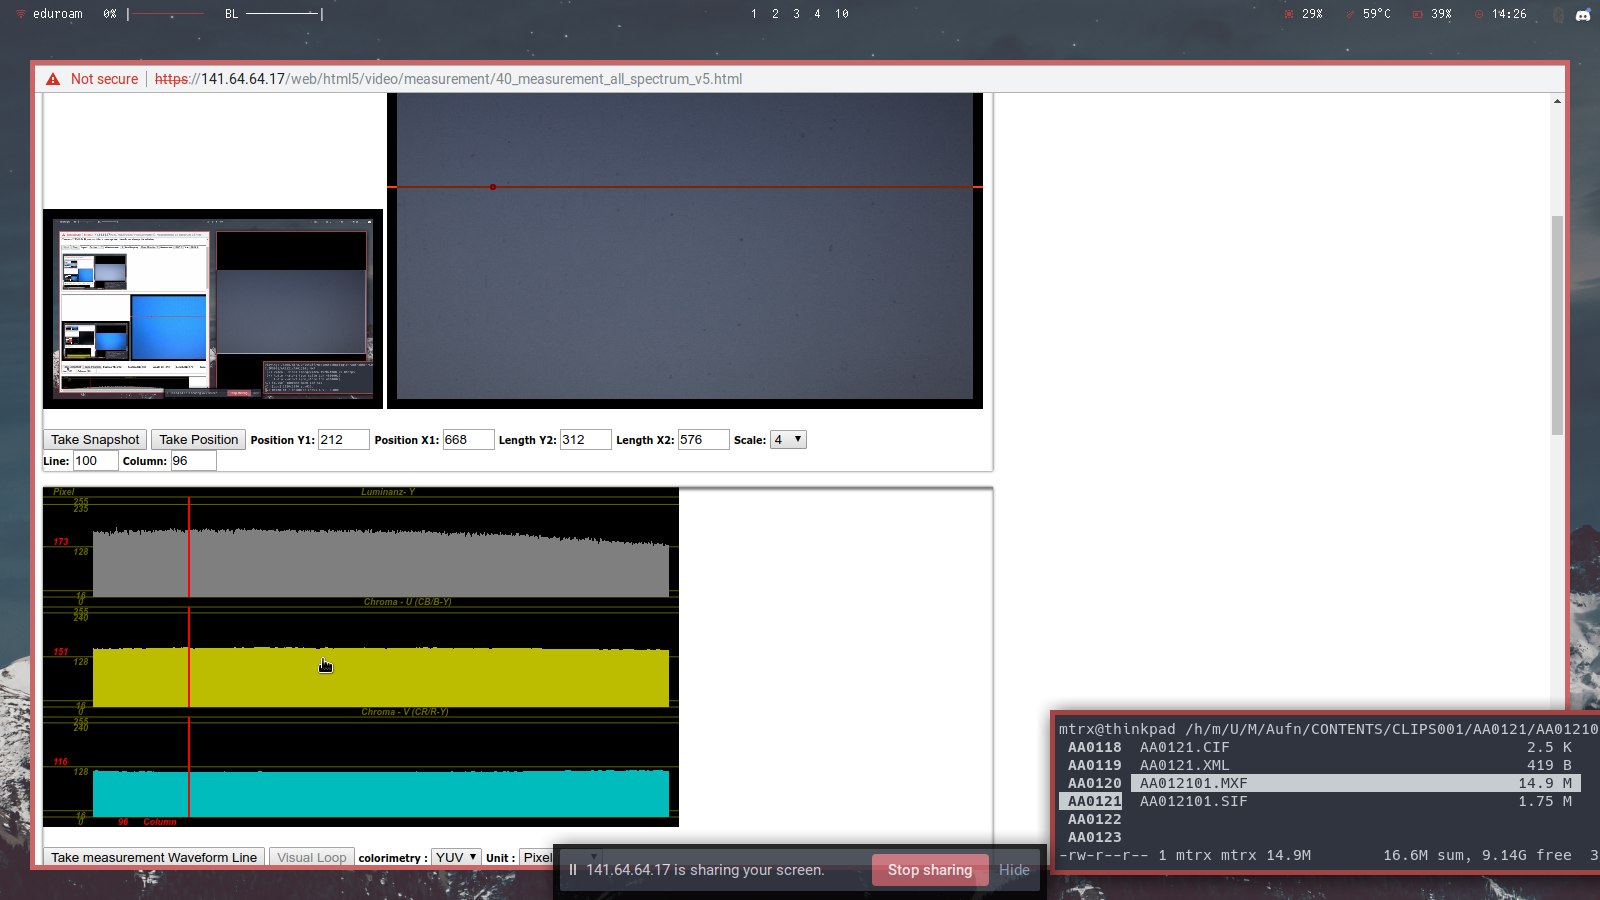 eduroam 0% BL 1 2 3 4 10 29% 59°C 39% 14:26
Not secure https://141.64.64.17/web/html5/video/measurement/40_measurement_all_spectrum_v5.html
Take Snapshot Take Position Position Y1: 212 Position X1: 668 Length Y2: 312 Length X2: 576 Scale: 4
Line: 100 Column: 96
Pixel Luminanz- Y
255
235
173
128
16
0 Chroma - U (CB/B-Y)
255
240
151
128
16
0 Chroma - V (CR/R-Y)
255
240
116
128
16
0 96 Column
Take measurement Waveform Line Visual Loop colorimetry : YUV Unit : Pixel
141.64.64.17 is sharing your screen. Stop sharing Hide
mtrx@thinkpad /h/m/U/M/Aufn/CONTENTS/CLIPS001/AA0121/AA01210
AA0118 AA0121.CIF 2.5 K
AA0119 AA0121.XML 419 B
AA0120 AA012101.MXF 14.9 M
AA0121 AA012101.SIF 1.75 M
AA0122
AA0123
-rw-r--r-- 1 mtrx mtrx 14.9M 16.6M sum, 9.14G free 3